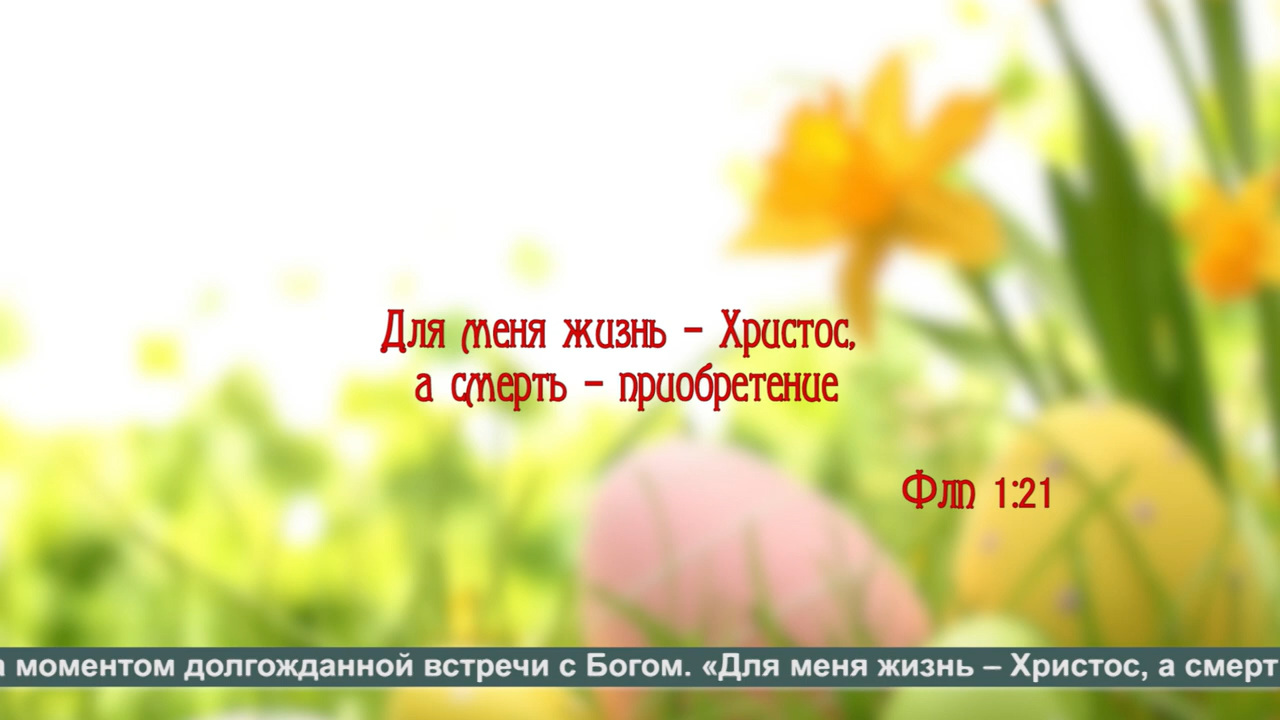 Для меня жизнь – Христос,
а смерть – приобретение
Флп 1:21
а моментом долгожданной встречи с Богом. «Для меня жизнь – Христос, а смерт